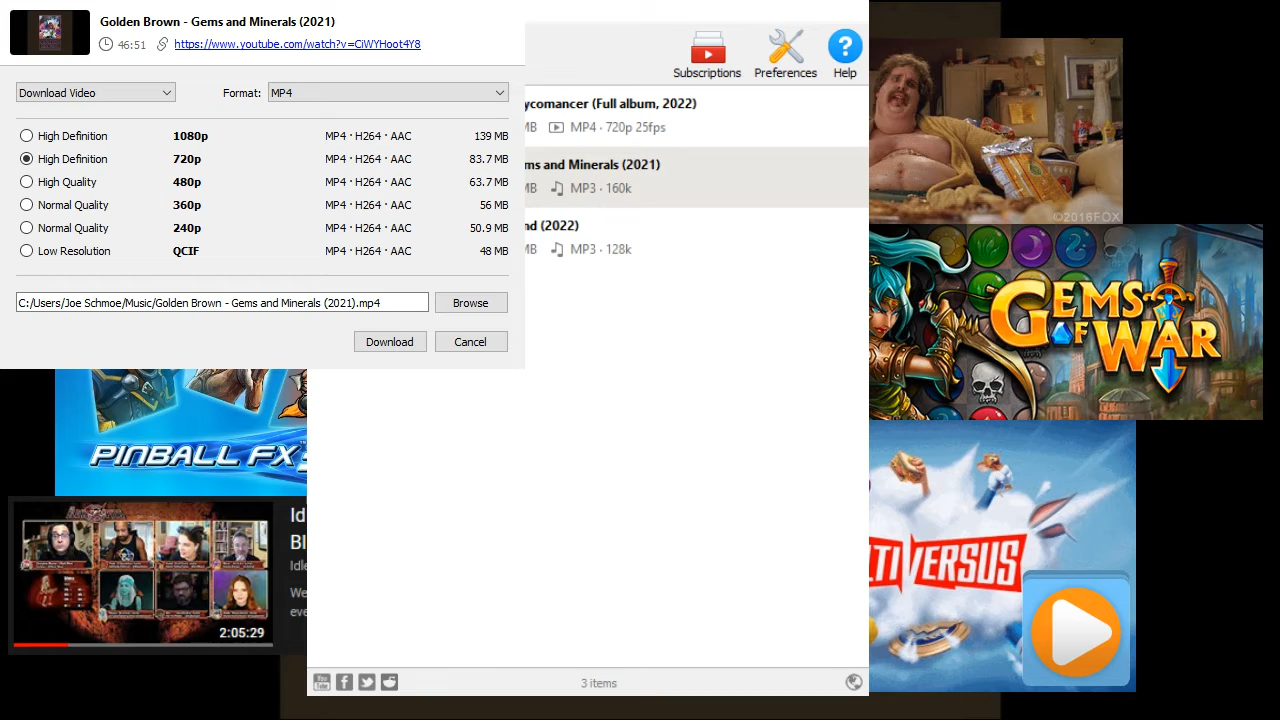 Golden Brown - Gems and Minerals (2021)
46:51 https://www.youtube.com/watch?v=CiWYHoot4Y8
Download Video Format: MP4
High Definition 1080p MP4 • H264 • AAC 139 MB
High Definition 720p MP4 • H264 • AAC 83.7 MB
High Quality 480p MP4 • H264 • AAC 63.7 MB
Normal Quality 360p MP4 • H264 • AAC 56 MB
Normal Quality 240p MP4 • H264 • AAC 50.9 MB
Low Resolution QCIF MP4 • H264 • AAC 48 MB
C:/Users/Joe Schmoe/Music/Golden Brown - Gems and Minerals (2021).mp4 Browse
Download Cancel
Subscriptions Preferences Help
ycomancer (Full album, 2022)
MB MP4 · 720p 25fps
ms and Minerals (2021)
MB MP3 · 160k
nd (2022)
MB MP3 · 128k
You Tube
3 items
©2016FOX
GEMS
OF WAR
PINBALL FX
TIVERSUS
Id
Bl
Idle
We
eve
2:05:29